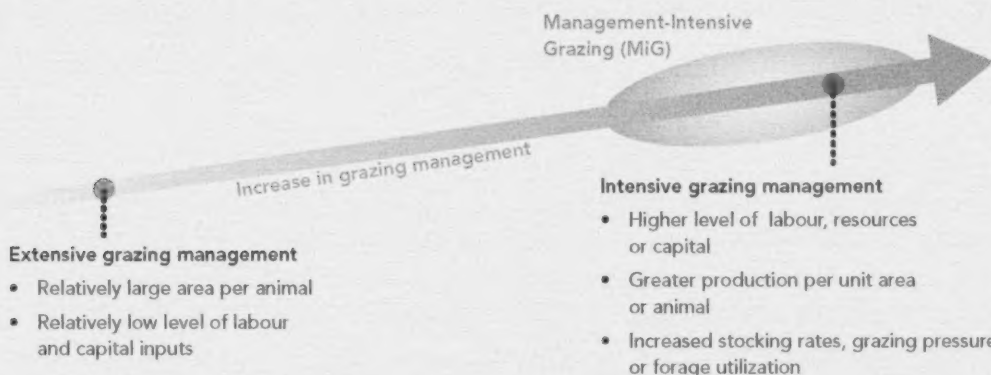 Management-Intensive
Grazing (MiG)
Increase in grazing management
Extensive grazing management
• Relatively large area per animal
• Relatively low level of labour
and capital inputs
Intensive grazing management
• Higher level of labour, resources
or capital
• Greater production per unit area
or animal
• Increased stocking rates, grazing pressure
or forage utilization